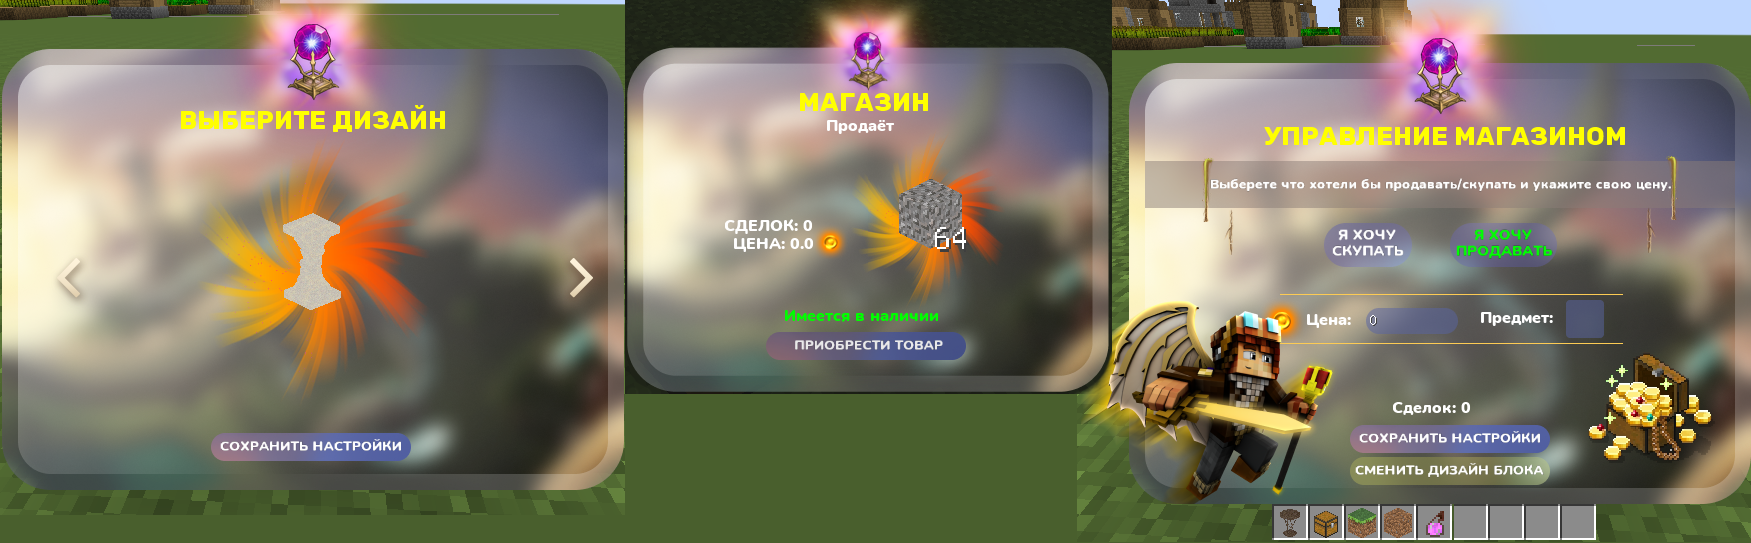 ВЫБЕРИТЕ ДИЗАЙН
СОХРАНИТЬ НАСТРОЙКИ
МАГАЗИН
Продаёт
СДЕЛОК: 0
ЦЕНА: 0.0
64
Имеется в наличии
ПРИОБРЕСТИ ТОВАР
УПРАВЛЕНИЕ МАГАЗИНОМ
Выберете что хотели бы продавать/скупать и укажите свою цену.
Я ХОЧУ
СКУПАТЬ
Я ХОЧУ
ПРОДАВАТЬ
Цена: 0 Предмет:
Сделок: 0
СОХРАНИТЬ НАСТРОЙКИ
СМЕНИТЬ ДИЗАЙН БЛОКА